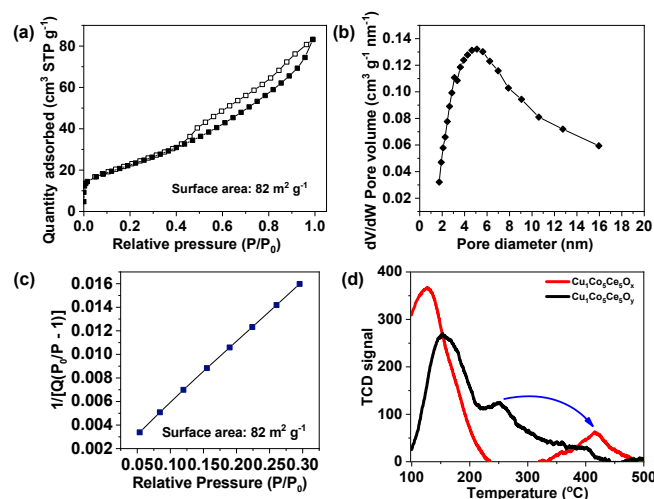 (a)
Quantity adsorbed (cm³ STP g⁻¹)
100
80
60
40
20
0
Surface area: 82 m² g⁻¹
0.0 0.2 0.4 0.6 0.8 1.0
Relative pressure (P/P₀)
(b)
dV/dW Pore volume (cm³ g⁻¹ nm⁻¹)
0.14
0.12
0.10
0.08
0.06
0.04
0.02
0 2 4 6 8 10 12 14 16 18 20
Pore diameter (nm)
(c)
1/[Q(P₀/P - 1)]
0.016
0.014
0.012
0.010
0.008
0.006
0.004
0.002
Surface area: 82 m² g⁻¹
0.05 0.10 0.15 0.20 0.25 0.30
Relative Pressure (P/P₀)
(d)
TCD signal
400
300
200
100
0
Cu₁Co₅Ce₅Oₓ
Cu₁Co₅Ce₅Oᵧ
100 200 300 400 500
Temperature (ºC)